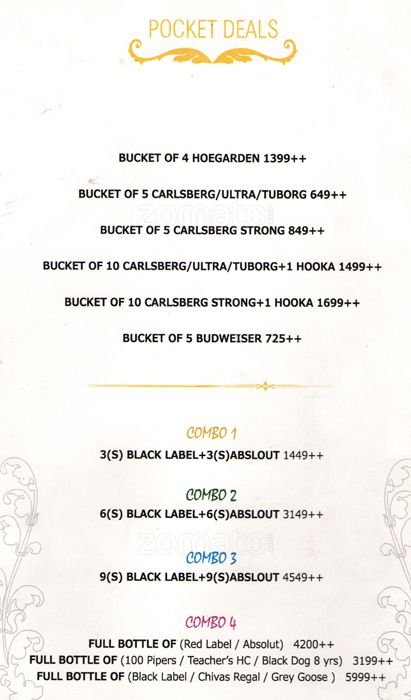 POCKET DEALS
BUCKET OF 4 HOEGARDEN 1399++
BUCKET OF 5 CARLSBERG/ULTRA/TUBORG 649++
zomato
BUCKET OF 5 CARLSBERG STRONG 849++
BUCKET OF 10 CARLSBERG/ULTRA/TUBORG+1 HOOKA 1499++
BUCKET OF 10 CARLSBERG STRONG+1 HOOKA 1699++
BUCKET OF 5 BUDWEISER 725++
COMBO 1
3(S) BLACK LABEL+3(S)ABSLOUT 1449++
COMBO 2
6(S) BLACK LABEL+6(S)ABSLOUT 3149++
zomato
COMBO 3
9(S) BLACK LABEL+9(S)ABSLOUT 4549++
COMBO 4
FULL BOTTLE OF (Red Label / Absolut) 4200++
FULL BOTTLE OF (100 Pipers / Teacher's HC / Black Dog 8 yrs) 3199++
FULL BOTTLE OF (Black Label / Chivas Regal / Grey Goose ) 5999++